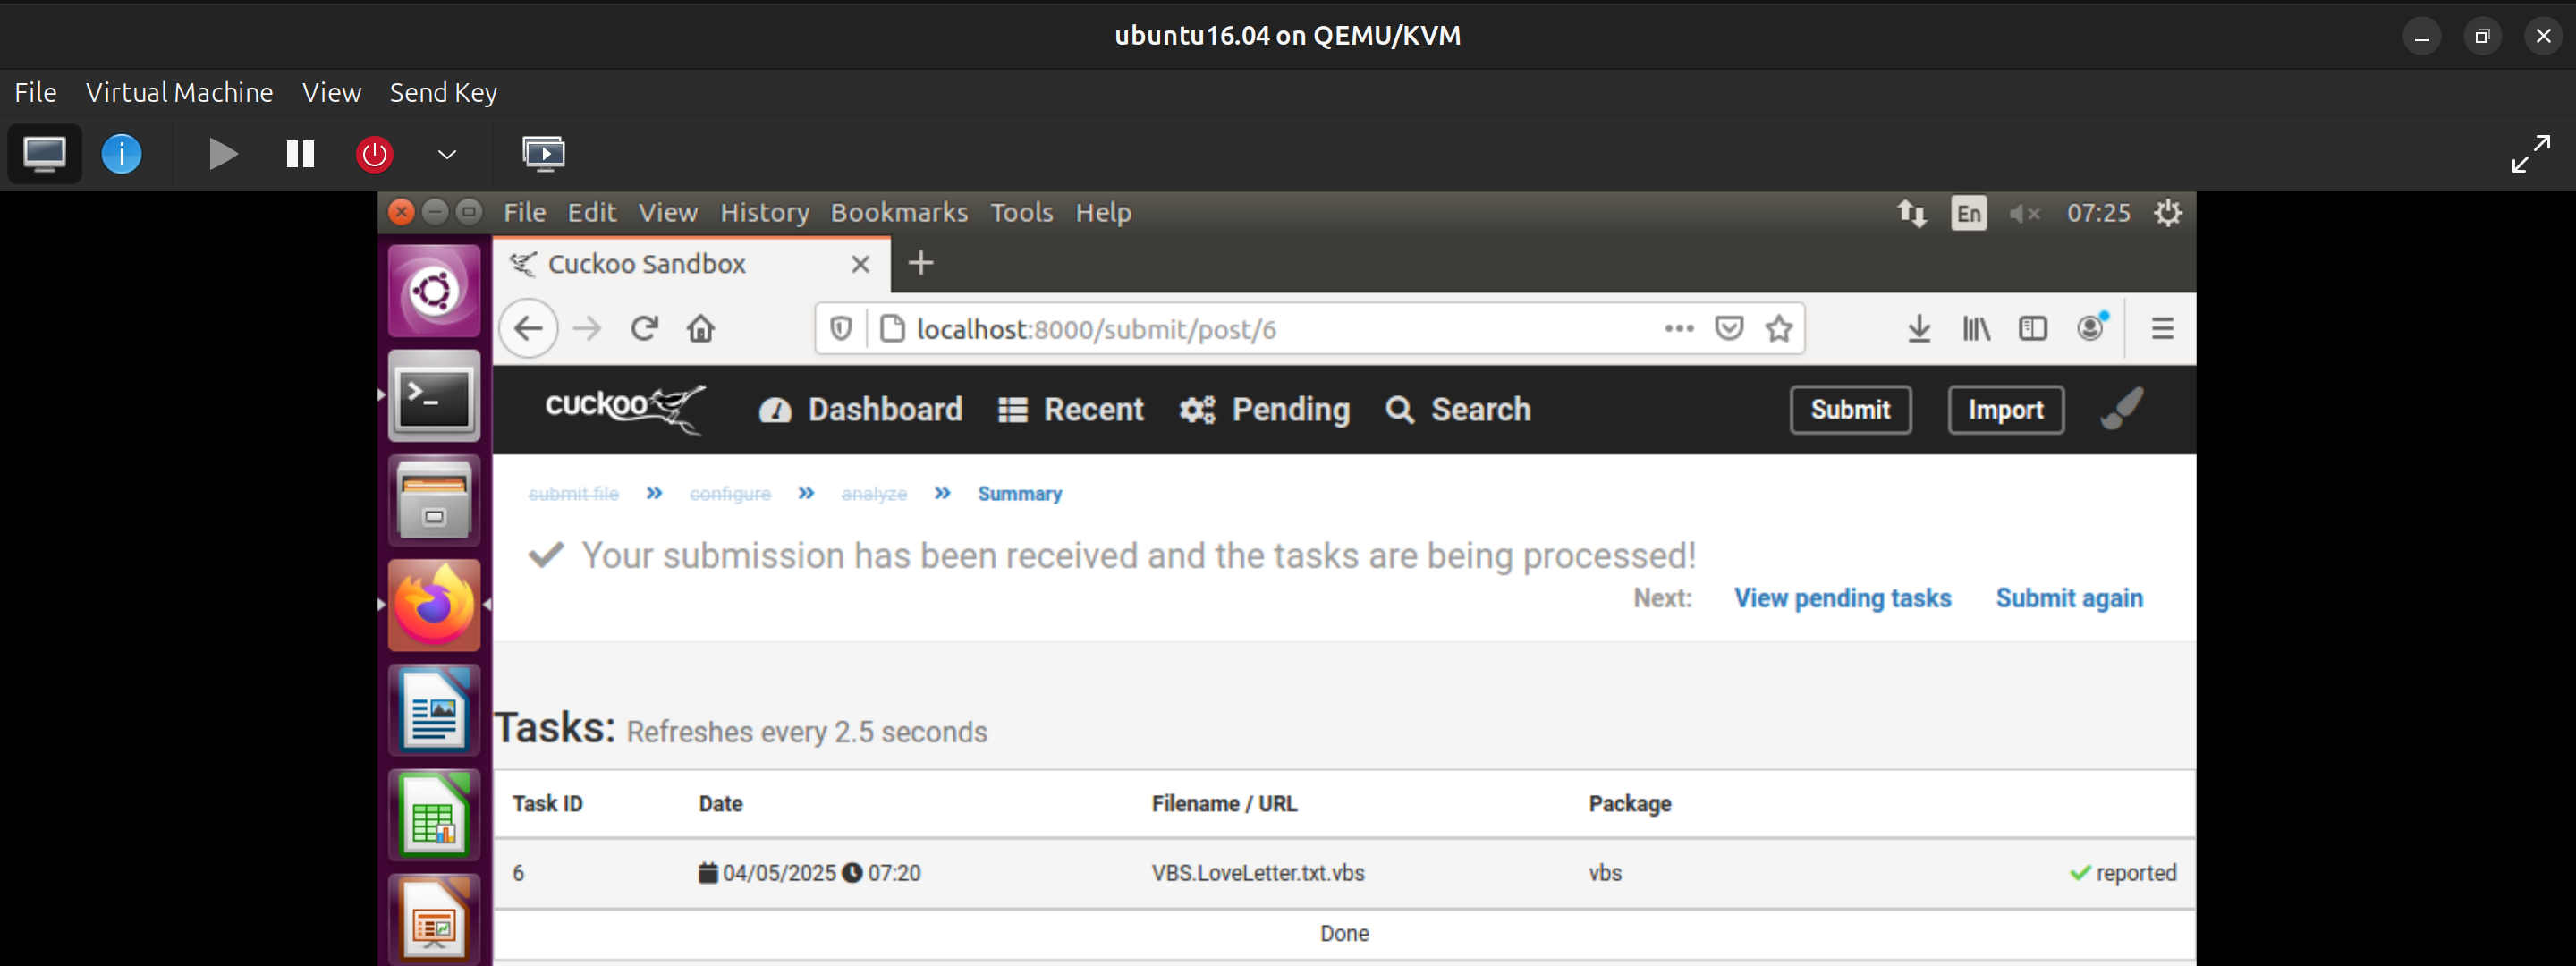 ubuntu16.04 on QEMU/KVM
File Virtual Machine View Send Key
File Edit View History Bookmarks Tools Help En 07:25
Cuckoo Sandbox
localhost:8000/submit/post/6
cuckoo Dashboard Recent Pending Search Submit Import
submit file » configure » analyze » Summary
Your submission has been received and the tasks are being processed!
Next: View pending tasks Submit again
Tasks: Refreshes every 2.5 seconds
Task ID Date Filename / URL Package
6 04/05/2025 07:20 VBS.LoveLetter.txt.vbs vbs reported
Done